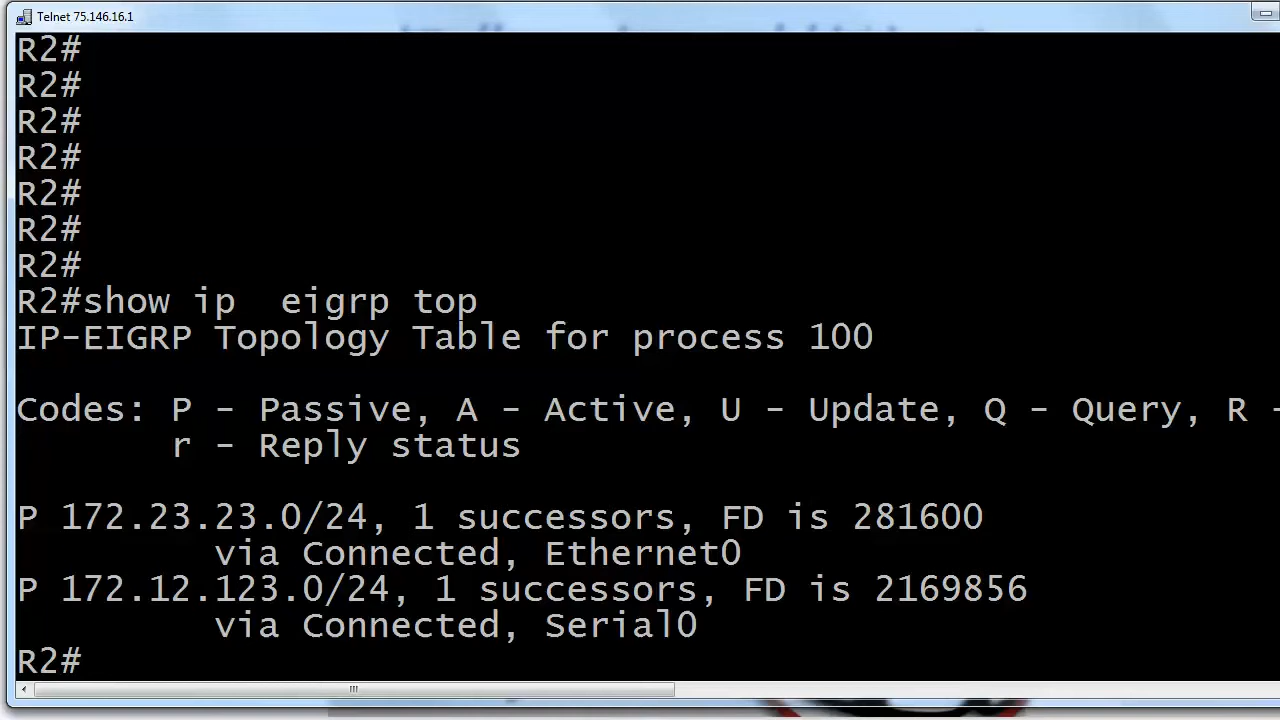 Telnet 75.146.16.1
R2#
R2#
R2#
R2#
R2#
R2#
R2#
R2#show ip  eigrp top
IP-EIGRP Topology Table for process 100
Codes: P - Passive, A - Active, U - Update, Q - Query, R -
r - Reply status
P 172.23.23.0/24, 1 successors, FD is 281600
via Connected, Ethernet0
P 172.12.123.0/24, 1 successors, FD is 2169856
via Connected, Serial0
R2#